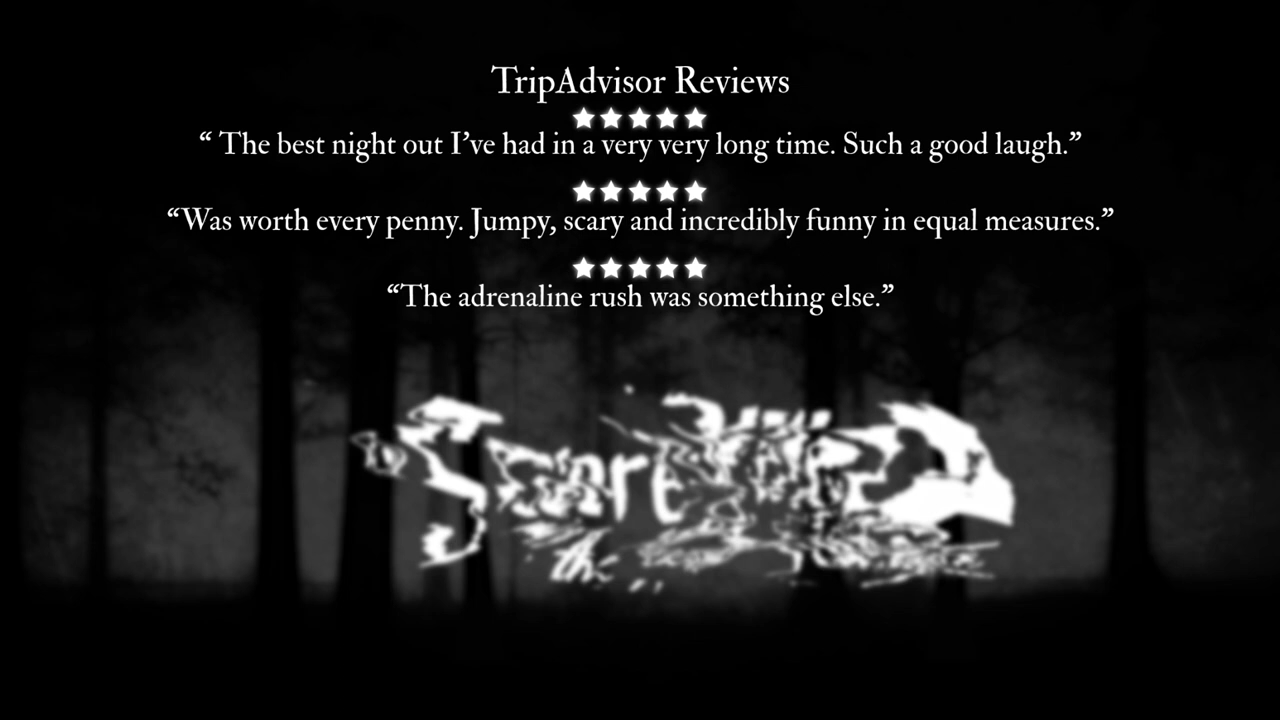 TripAdvisor Reviews
“ The best night out I’ve had in a very very long time. Such a good laugh.”
“Was worth every penny. Jumpy, scary and incredibly funny in equal measures.”
“The adrenaline rush was something else.”
the